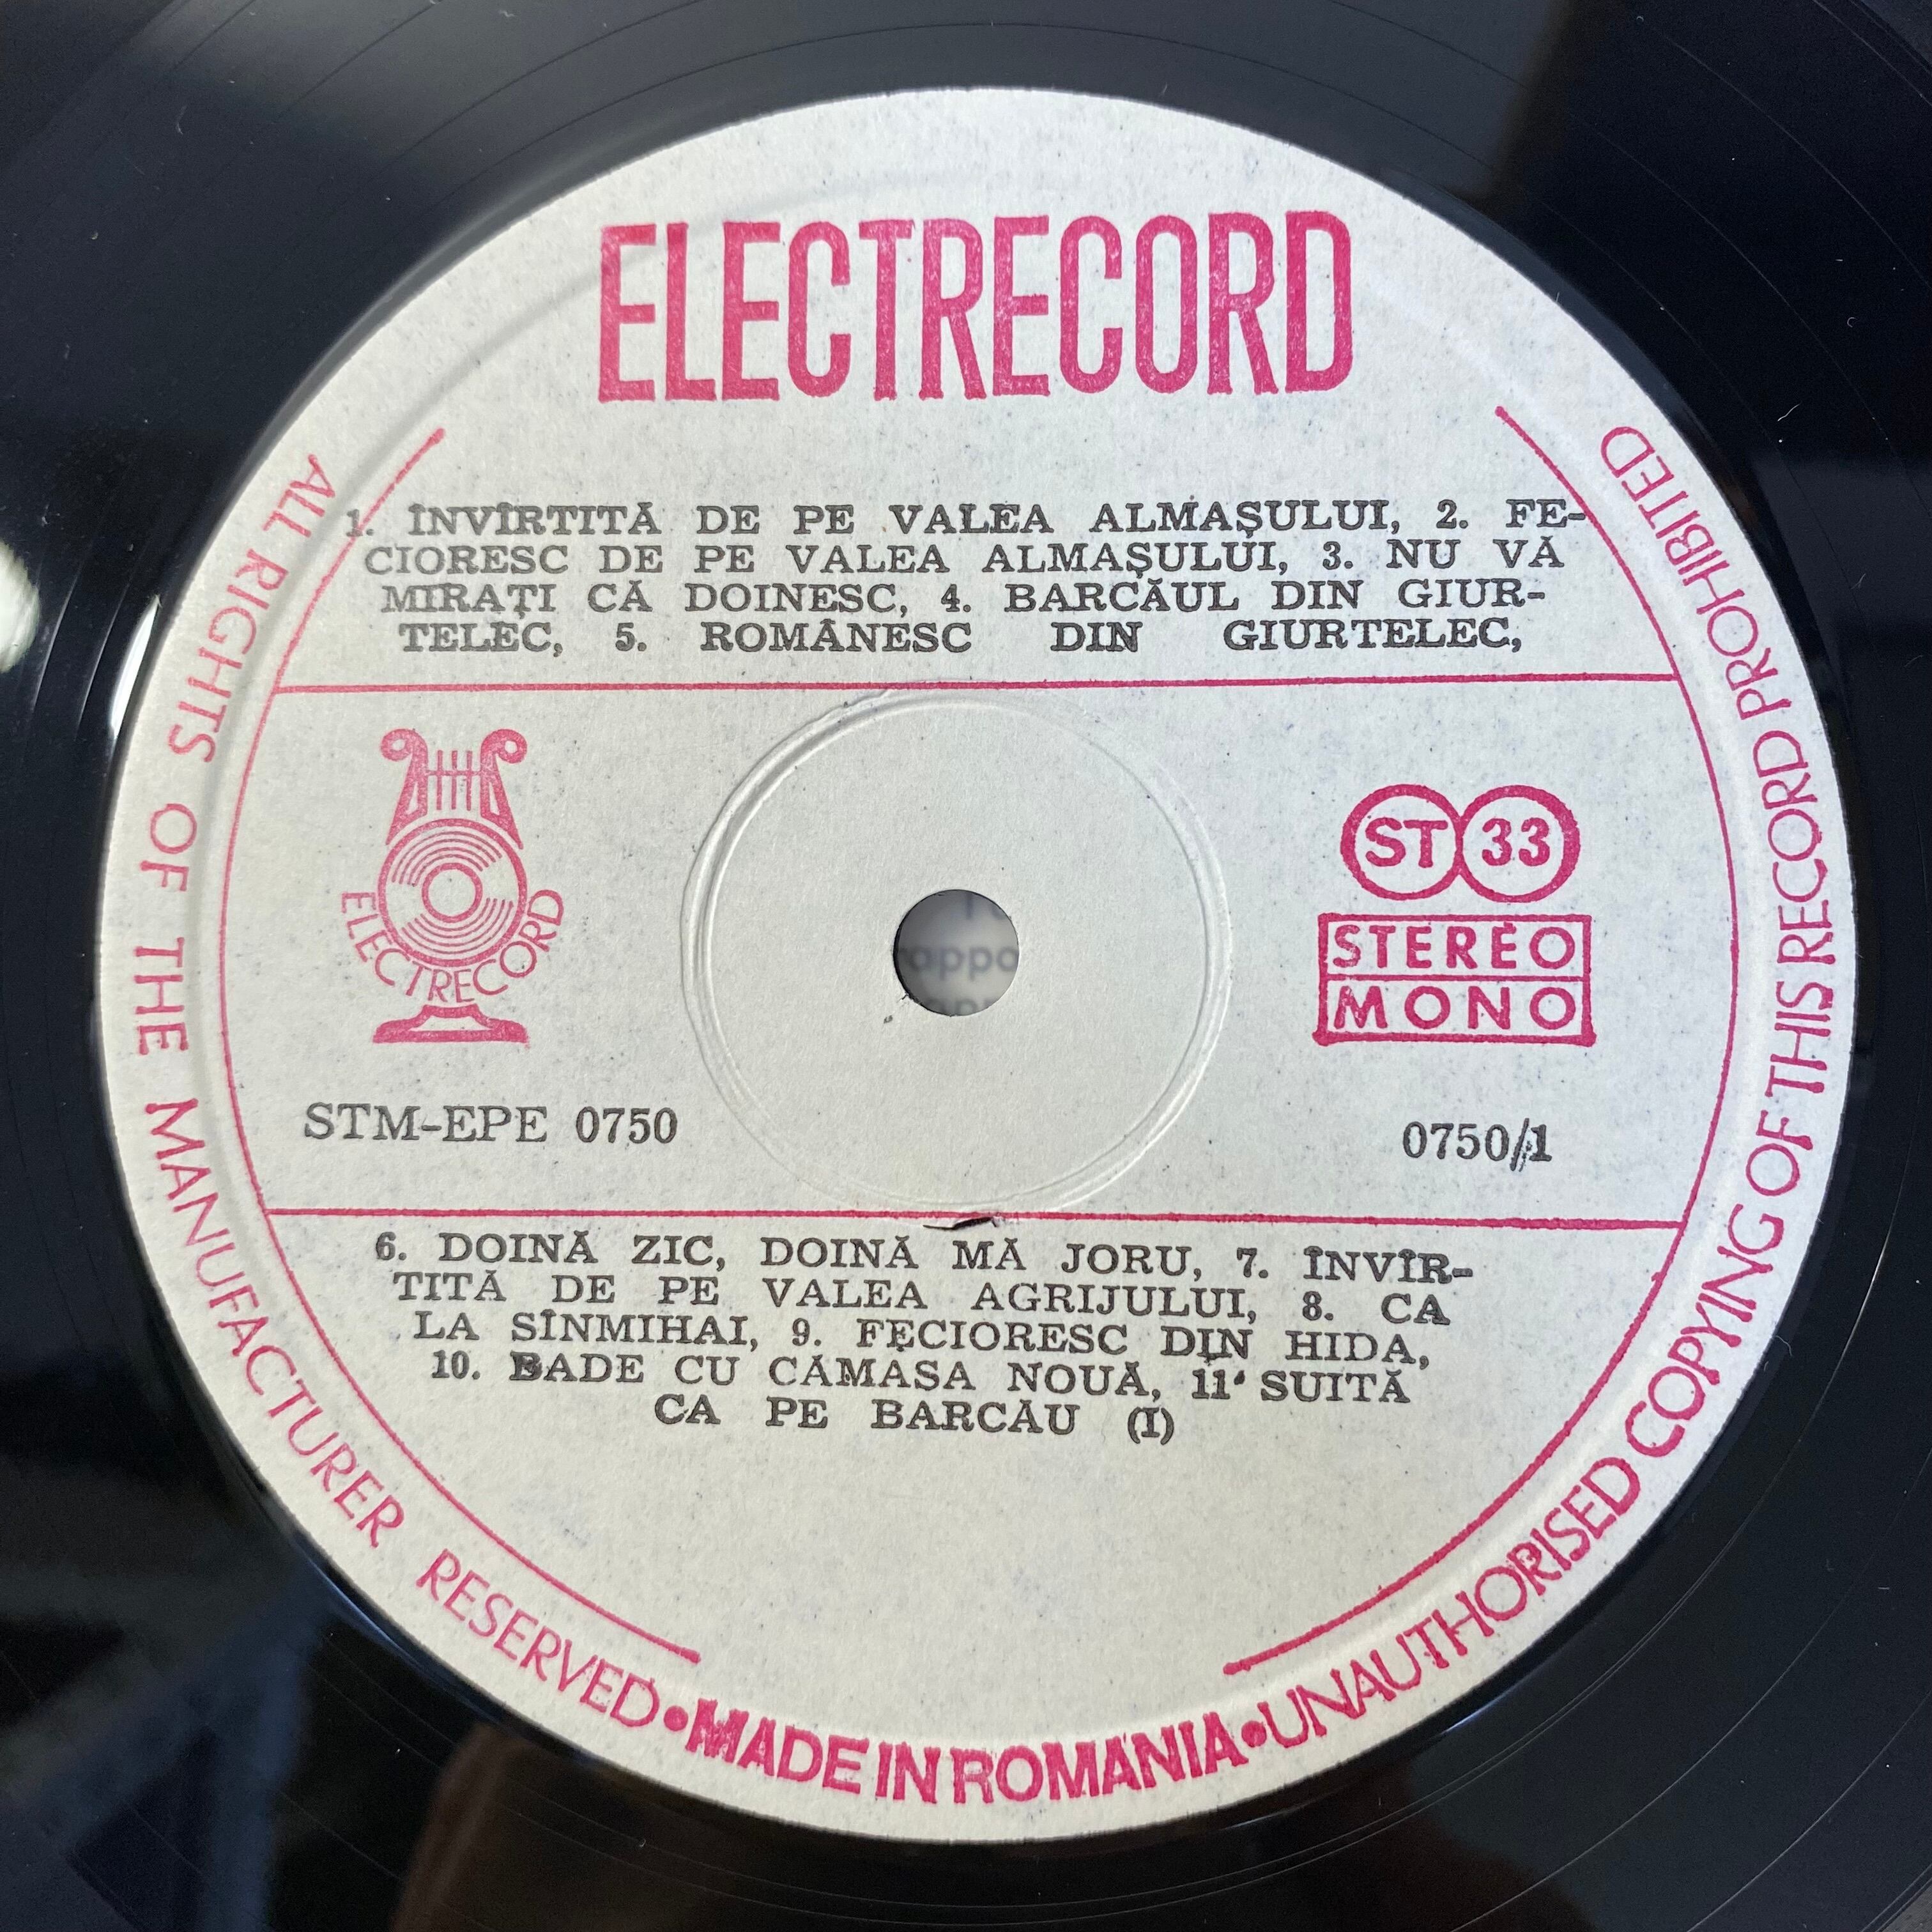 ELECTRECORD
1. ÎNVÎRTITĂ DE PE VALEA ALMAȘULUI, 2. FE-
CIORESC DE PE VALEA ALMAȘULUI, 3. NU VĂ
MIRAȚI CĂ DOINESC, 4. BARCĂUL DIN GIUR-
TELEC, 5. ROMÂNESC DIN GIURTELEC,
ELECTRECORD
ST 33
STEREO
MONO
STM-EPE 0750
0750/1
6. DOINĂ ZIC, DOINĂ MĂ JORU, 7. ÎNVÎR-
TITĂ DE PE VALEA AGRIJULUI, 8. CA
LA SÎNMIHAI, 9. FECIORESC DIN HIDA,
10. BADE CU CĂMASA NOUĂ, 11' SUITĂ
CA PE BARCĂU (I)
ALL RIGHTS OF THE MANUFACTURER RESERVED • MADE IN ROMANIA • UNAUTHORISED COPYING OF THIS RECORD PROHIBITED